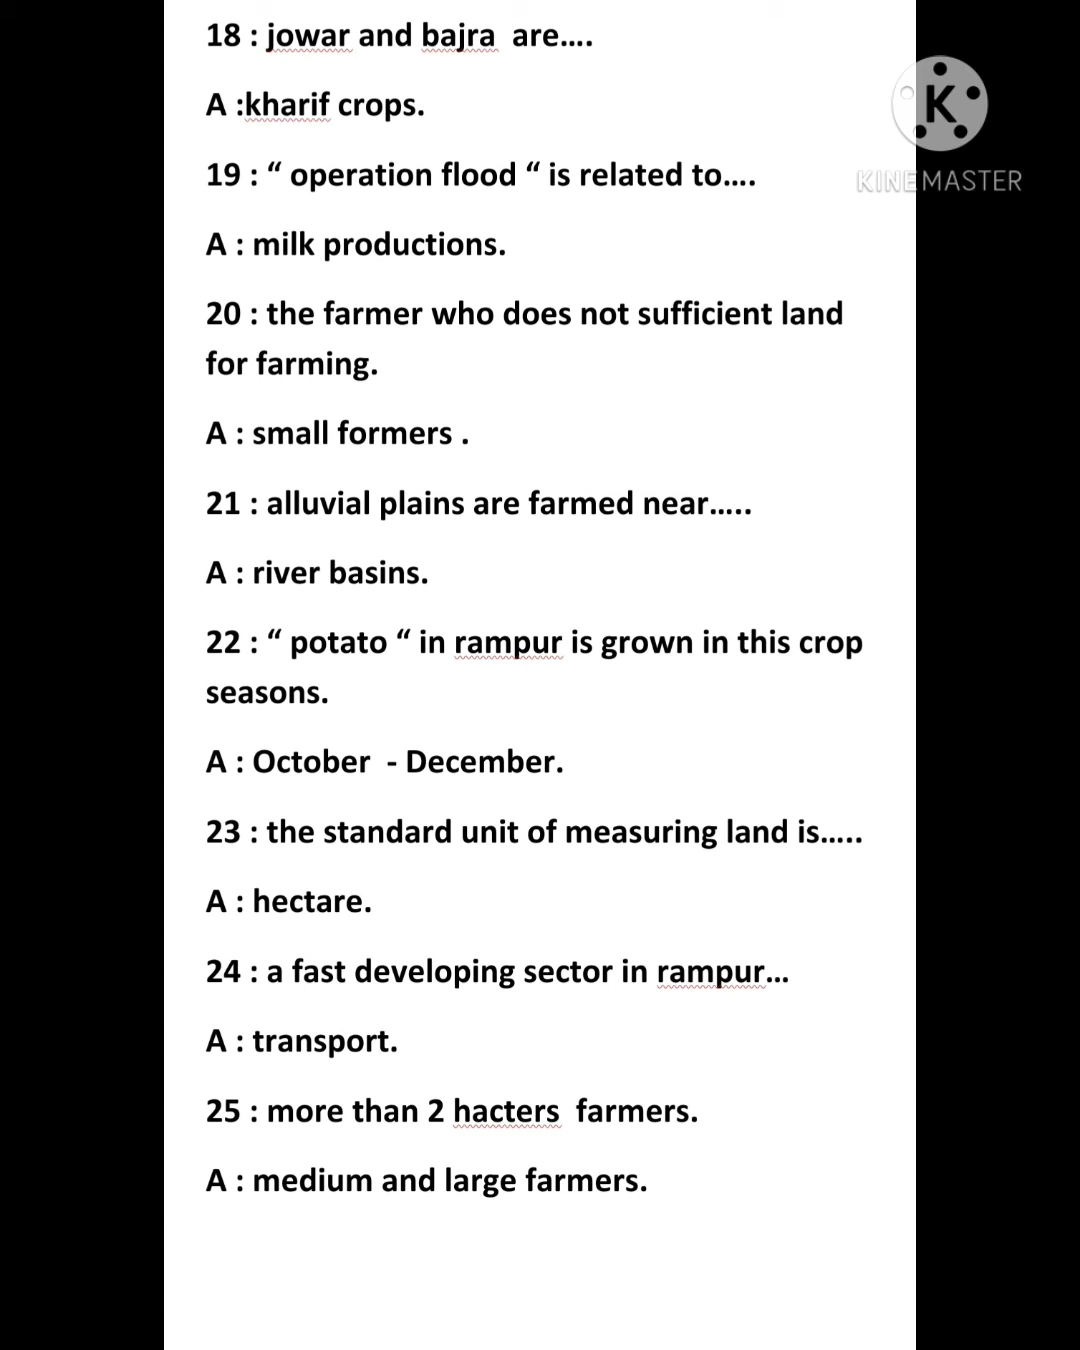 18 : jowar and bajra  are....
A :kharif crops.
19 : “ operation flood “ is related to....
A : milk productions.
20 : the farmer who does not sufficient land
for farming.
A : small formers .
21 : alluvial plains are farmed near.....
A : river basins.
22 : “ potato “ in rampur is grown in this crop
seasons.
A : October  - December.
23 : the standard unit of measuring land is.....
A : hectare.
24 : a fast developing sector in rampur...
A : transport.
25 : more than 2 hacters  farmers.
A : medium and large farmers.
K
KINEMASTER